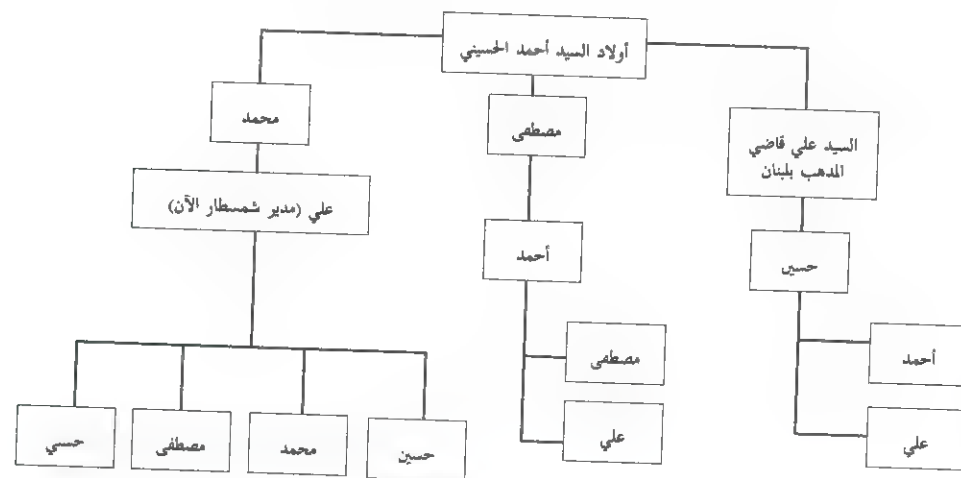 أولاد السيد أحمد الحسيني
السيد علي قاضي
المذهب بلبنان
مصطفى
محمد
حسين
أحمد
علي (مدير شمسطار الآن)
أحمد
علي
مصطفى
علي
حسين
محمد
مصطفى
حسي